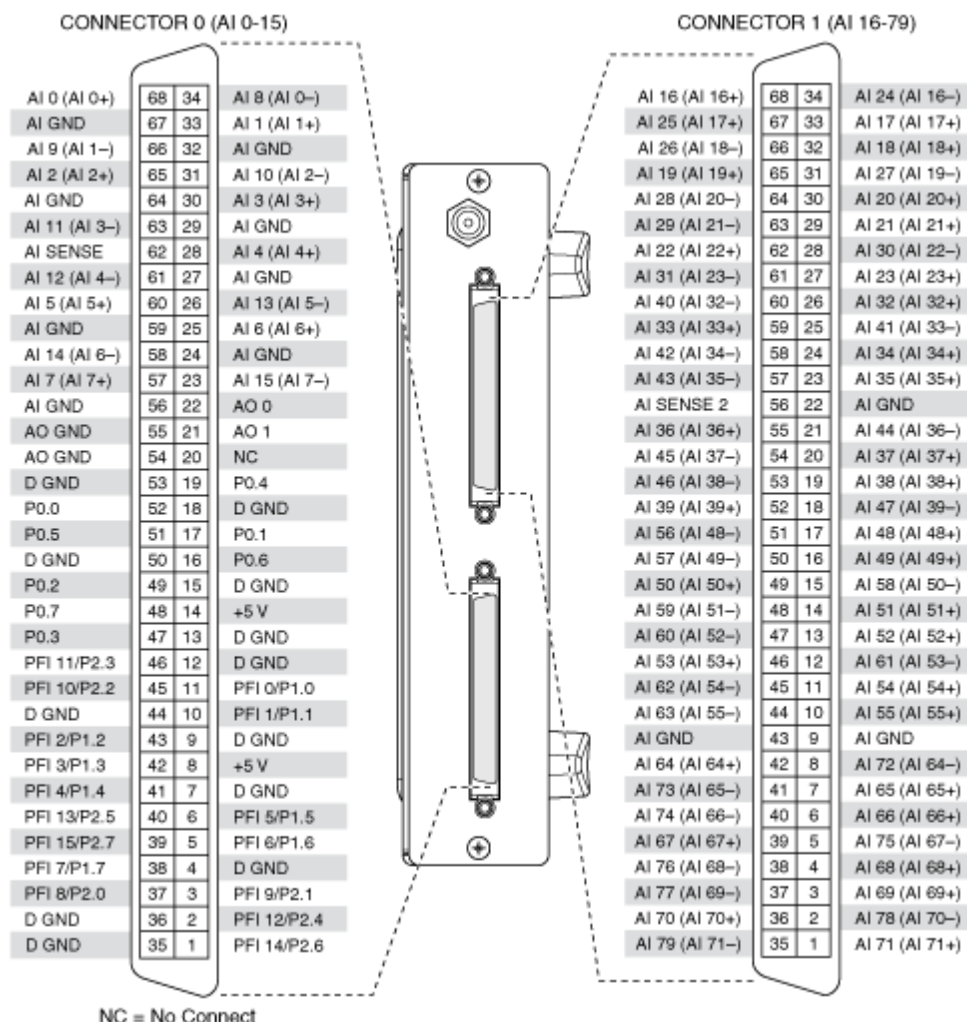 CONNECTOR 0 (AI 0-15)
AI 0 (AI 0+) 68 34 AI 8 (AI 0–)
AI GND 67 33 AI 1 (AI 1+)
AI 9 (AI 1–) 66 32 AI GND
AI 2 (AI 2+) 65 31 AI 10 (AI 2–)
AI GND 64 30 AI 3 (AI 3+)
AI 11 (AI 3–) 63 29 AI GND
AI SENSE 62 28 AI 4 (AI 4+)
AI 12 (AI 4–) 61 27 AI GND
AI 5 (AI 5+) 60 26 AI 13 (AI 5–)
AI GND 59 25 AI 6 (AI 6+)
AI 14 (AI 6–) 58 24 AI GND
AI 7 (AI 7+) 57 23 AI 15 (AI 7–)
AI GND 56 22 AO 0
AO GND 55 21 AO 1
AO GND 54 20 NC
D GND 53 19 P0.4
P0.0 52 18 D GND
P0.5 51 17 P0.1
D GND 50 16 P0.6
P0.2 49 15 D GND
P0.7 48 14 +5 V
P0.3 47 13 D GND
PFI 11/P2.3 46 12 D GND
PFI 10/P2.2 45 11 PFI 0/P1.0
D GND 44 10 PFI 1/P1.1
PFI 2/P1.2 43 9 D GND
PFI 3/P1.3 42 8 +5 V
PFI 4/P1.4 41 7 D GND
PFI 13/P2.5 40 6 PFI 5/P1.5
PFI 15/P2.7 39 5 PFI 6/P1.6
PFI 7/P1.7 38 4 D GND
PFI 8/P2.0 37 3 PFI 9/P2.1
D GND 36 2 PFI 12/P2.4
D GND 35 1 PFI 14/P2.6
NC = No Connect
CONNECTOR 1 (AI 16-79)
AI 16 (AI 16+) 68 34 AI 24 (AI 16–)
AI 25 (AI 17+) 67 33 AI 17 (AI 17+)
AI 26 (AI 18–) 66 32 AI 18 (AI 18+)
AI 19 (AI 19+) 65 31 AI 27 (AI 19–)
AI 28 (AI 20–) 64 30 AI 20 (AI 20+)
AI 29 (AI 21–) 63 29 AI 21 (AI 21+)
AI 22 (AI 22+) 62 28 AI 30 (AI 22–)
AI 31 (AI 23–) 61 27 AI 23 (AI 23+)
AI 40 (AI 32–) 60 26 AI 32 (AI 32+)
AI 33 (AI 33+) 59 25 AI 41 (AI 33–)
AI 42 (AI 34–) 58 24 AI 34 (AI 34+)
AI 43 (AI 35–) 57 23 AI 35 (AI 35+)
AI SENSE 2 56 22 AI GND
AI 36 (AI 36+) 55 21 AI 44 (AI 36–)
AI 45 (AI 37–) 54 20 AI 37 (AI 37+)
AI 46 (AI 38–) 53 19 AI 38 (AI 38+)
AI 39 (AI 39+) 52 18 AI 47 (AI 39–)
AI 56 (AI 48–) 51 17 AI 48 (AI 48+)
AI 57 (AI 49–) 50 16 AI 49 (AI 49+)
AI 50 (AI 50+) 49 15 AI 58 (AI 50–)
AI 59 (AI 51–) 48 14 AI 51 (AI 51+)
AI 60 (AI 52–) 47 13 AI 52 (AI 52+)
AI 53 (AI 53+) 46 12 AI 61 (AI 53–)
AI 62 (AI 54–) 45 11 AI 54 (AI 54+)
AI 63 (AI 55–) 44 10 AI 55 (AI 55+)
AI GND 43 9 AI GND
AI 64 (AI 64+) 42 8 AI 72 (AI 64–)
AI 73 (AI 65–) 41 7 AI 65 (AI 65+)
AI 74 (AI 66–) 40 6 AI 66 (AI 66+)
AI 67 (AI 67+) 39 5 AI 75 (AI 67–)
AI 76 (AI 68–) 38 4 AI 68 (AI 68+)
AI 77 (AI 69–) 37 3 AI 69 (AI 69+)
AI 70 (AI 70+) 36 2 AI 78 (AI 70–)
AI 79 (AI 71–) 35 1 AI 71 (AI 71+)